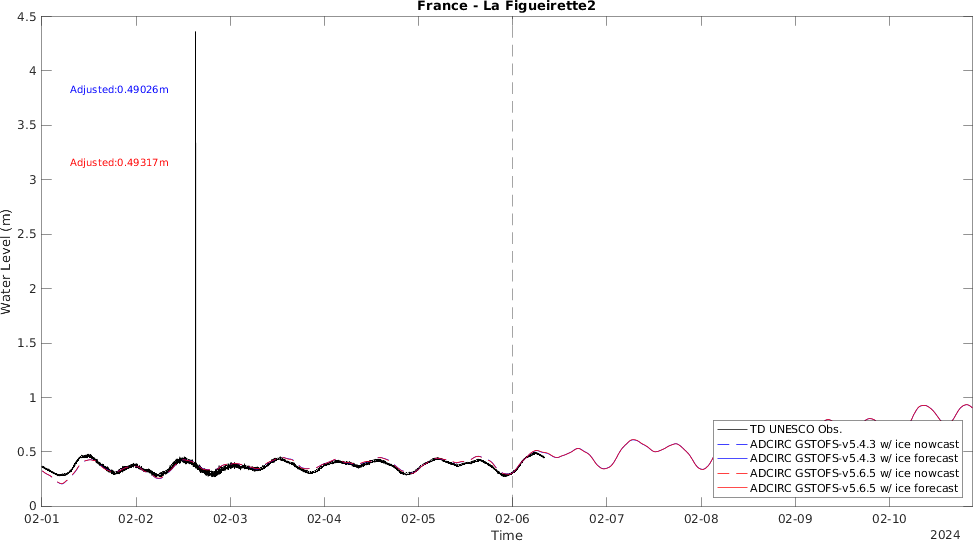 France - La Figueirette2
4.5
4
3.5
3
2.5
2
1.5
1
0.5
0
Water Level (m)
Adjusted:0.49026m
Adjusted:0.49317m
TD UNESCO Obs.
ADCIRC GSTOFS-v5.4.3 w/ ice nowcast
ADCIRC GSTOFS-v5.4.3 w/ ice forecast
ADCIRC GSTOFS-v5.6.5 w/ ice nowcast
ADCIRC GSTOFS-v5.6.5 w/ ice forecast
02-01 02-02 02-03 02-04 02-05 02-06 02-07 02-08 02-09 02-10
Time
2024